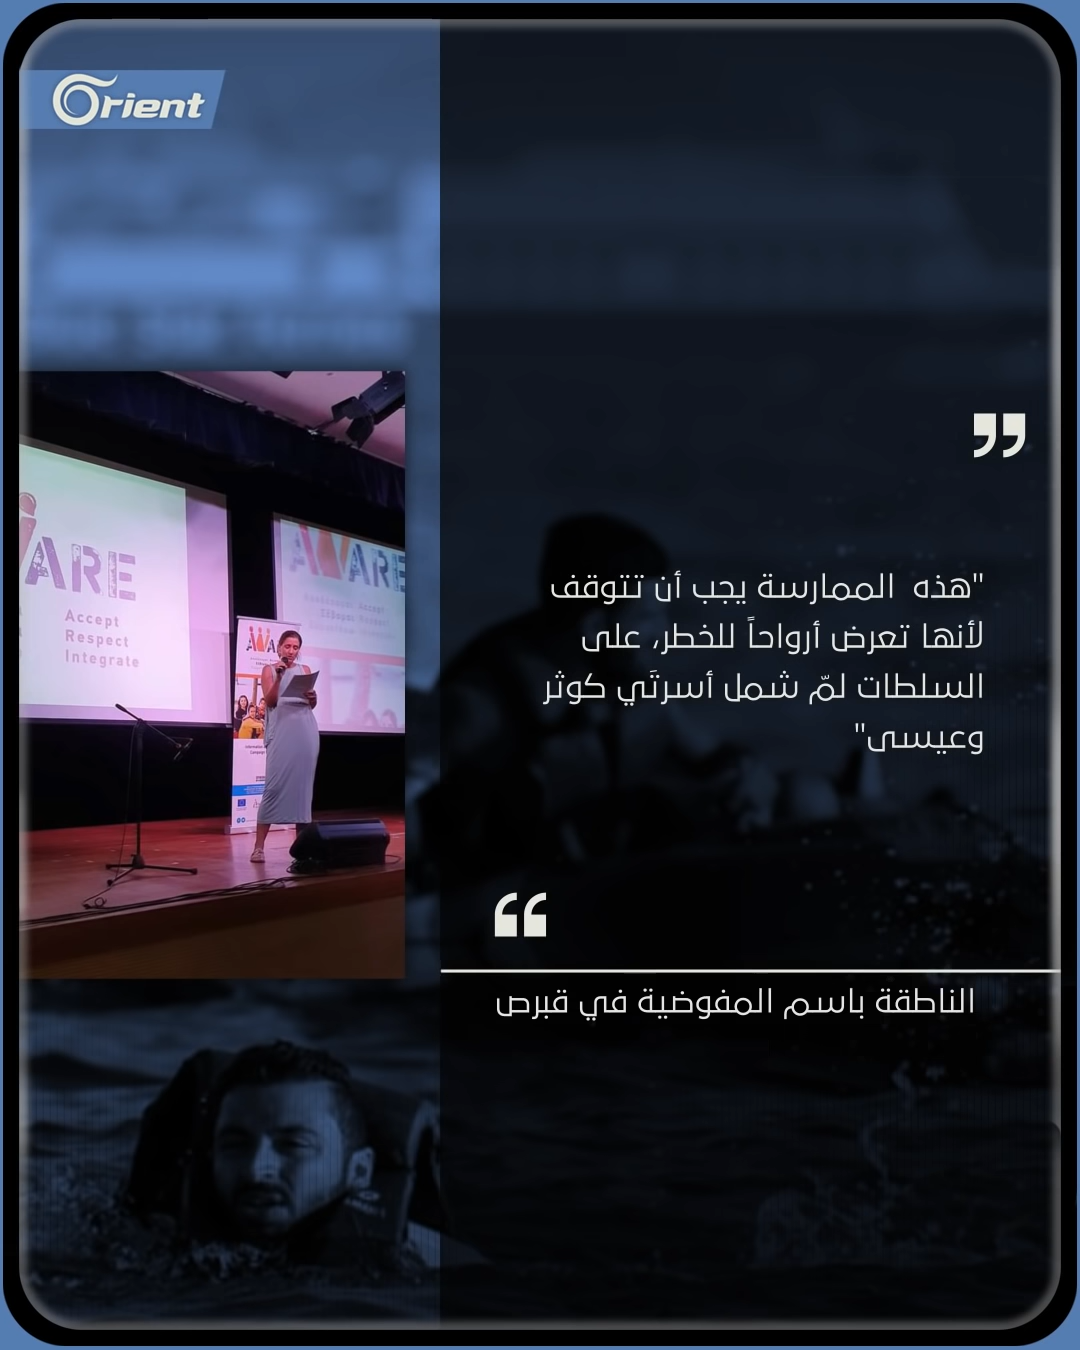 Orient
"هذه الممارسة يجب أن تتوقف
لأنها تعرض أرواحاً للخطر، على
السلطات لمّ شمل أسرتَي كوثر
وعيسى"
الناطقة باسم المفوضية في قبرص
ARE
Accept
Respect
Integrate
AWARE